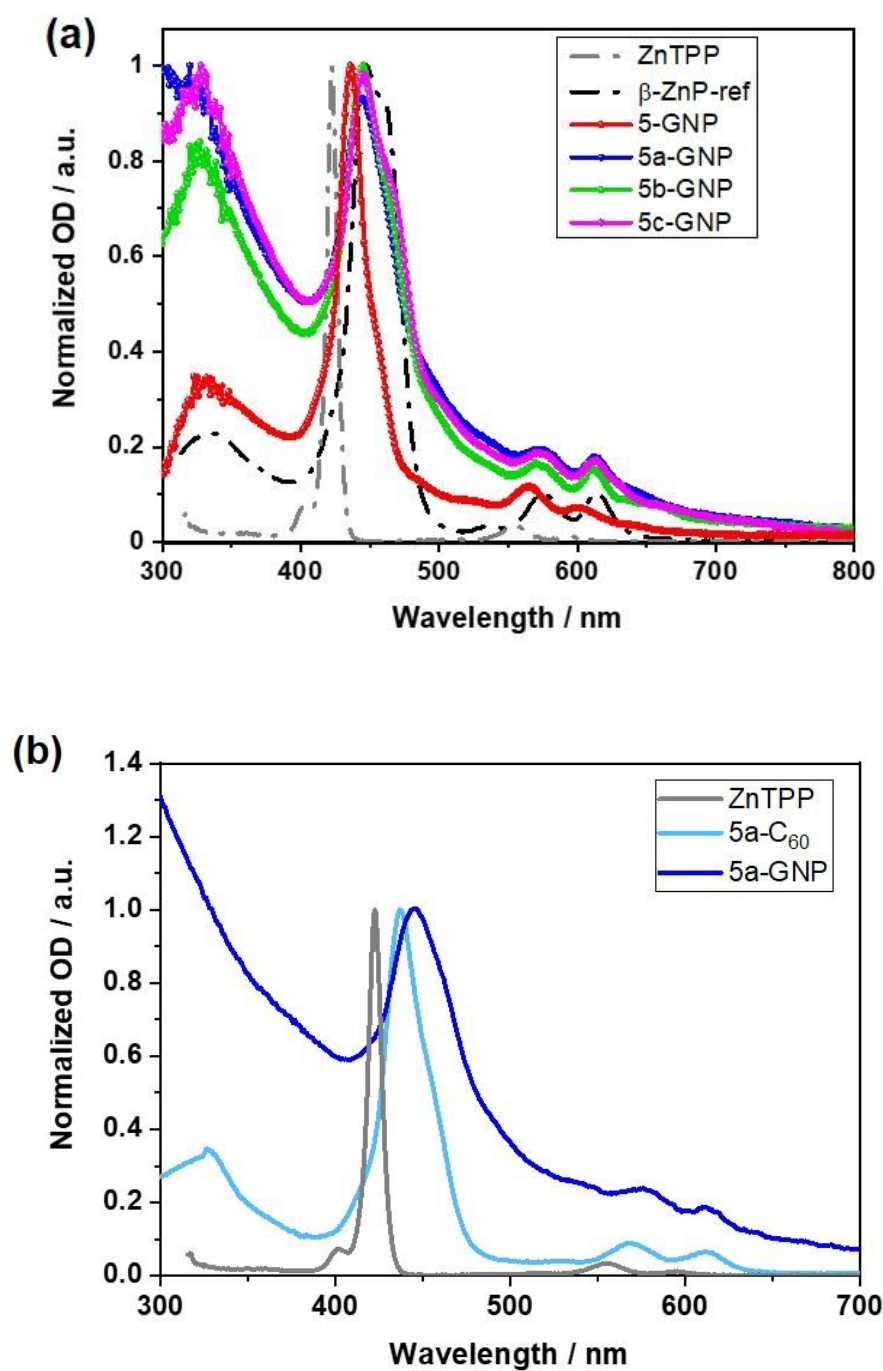 (a)
Normalized OD / a.u.
1
0.8
0.6
0.4
0.2
0
ZnTPP
β-ZnP-ref
5-GNP
5a-GNP
5b-GNP
5c-GNP
300 400 500 600 700 800
Wavelength / nm
(b)
Normalized OD / a.u.
1.4
1.2
1.0
0.8
0.6
0.4
0.2
0.0
ZnTPP
5a-C₆₀
5a-GNP
300 400 500 600 700
Wavelength / nm